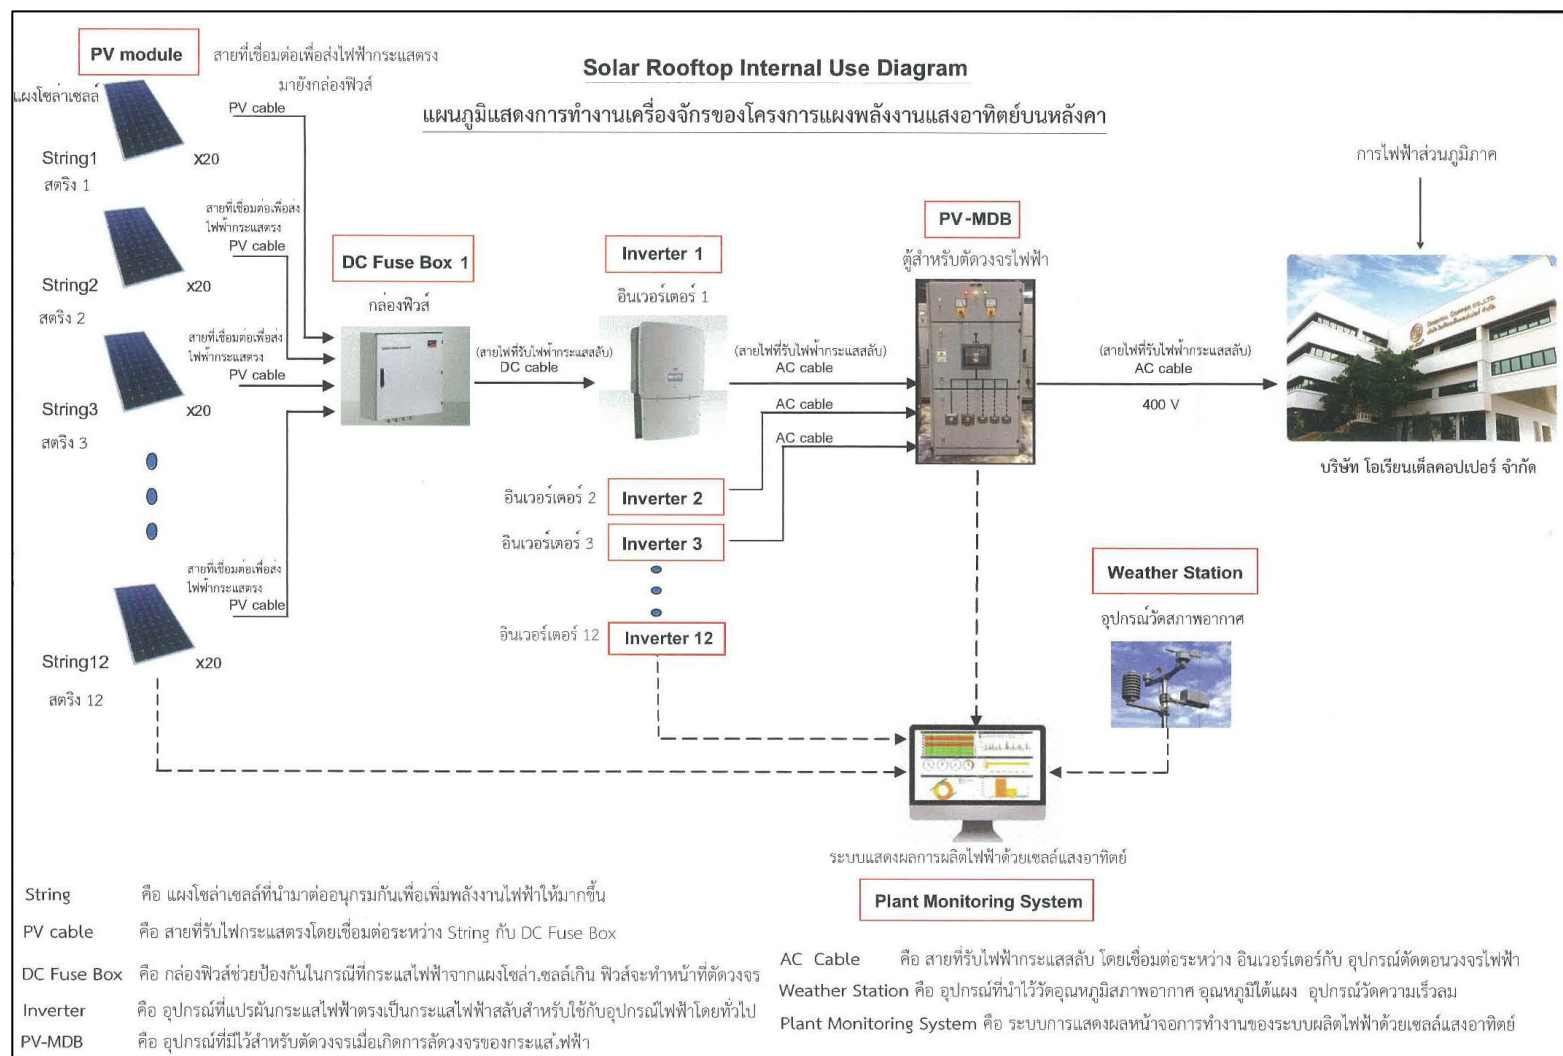 Solar Rooftop Internal Use Diagram
แผนภูมิแสดงการทำงานเครื่องจักรของโครงการแผงพลังงานแสงอาทิตย์บนหลังคา
PV module
แผงโซล่าเซลล์
สายที่เชื่อมต่อเพื่อส่งไฟฟ้ากระแสตรง
มายังกล่องฟิวส์
PV cable
String1
สตริง 1
x20
สายที่เชื่อมต่อเพื่อส่ง
ไฟฟ้ากระแสตรง
PV cable
String2
สตริง 2
x20
สายที่เชื่อมต่อเพื่อส่ง
ไฟฟ้ากระแสตรง
PV cable
String3
สตริง 3
x20
สายที่เชื่อมต่อเพื่อส่ง
ไฟฟ้ากระแสตรง
PV cable
String12
สตริง 12
x20
DC Fuse Box 1
กล่องฟิวส์
(สายไฟที่รับไฟฟ้ากระแสสลับ)
DC cable
Inverter 1
อินเวอร์เตอร์ 1
(สายไฟที่รับไฟฟ้ากระแสสลับ)
AC cable
AC cable
AC cable
อินเวอร์เตอร์ 2
Inverter 2
อินเวอร์เตอร์ 3
Inverter 3
อินเวอร์เตอร์ 12
Inverter 12
PV-MDB
ตู้สำหรับตัดวงจรไฟฟ้า
(สายไฟที่รับไฟฟ้ากระแสสลับ)
AC cable
400 V
การไฟฟ้าส่วนภูมิภาค
ORIENTAL COPPER CO.,LTD.
บริษัท โอเรียนเต็ลคอปเปอร์ จำกัด
บริษัท โอเรียนเต็ลคอปเปอร์ จำกัด
Weather Station
อุปกรณ์วัดสภาพอากาศ
ระบบแสดงผลการผลิตไฟฟ้าด้วยเซลล์แสงอาทิตย์
Plant Monitoring System
String คือ แผงโซล่าเซลล์ที่นำมาต่ออนุกรมกันเพื่อเพิ่มพลังงานไฟฟ้าให้มากขึ้น
PV cable คือ สายที่รับไฟกระแสตรงโดยเชื่อมต่อระหว่าง String กับ DC Fuse Box
DC Fuse Box คือ กล่องฟิวส์ช่วยป้องกันในกรณีที่กระแสไฟฟ้าจากแผงโซล่าเซลล์เกิน ฟิวส์จะทำหน้าที่ตัดวงจร
Inverter คือ อุปกรณ์ที่แปรผันกระแสไฟฟ้าตรงเป็นกระแสไฟฟ้าสลับสำหรับใช้กับอุปกรณ์ไฟฟ้าโดยทั่วไป
PV-MDB คือ อุปกรณ์ที่มีไว้สำหรับตัดวงจรเมื่อเกิดการลัดวงจรของกระแสไฟฟ้า
AC Cable คือ สายที่รับไฟฟ้ากระแสสลับ โดยเชื่อมต่อระหว่าง อินเวอร์เตอร์กับ อุปกรณ์ตัดตอนวงจรไฟฟ้า
Weather Station คือ อุปกรณ์ที่นำไว้วัดอุณหภูมิสภาพอากาศ อุณหภูมิใต้แผง อุปกรณ์วัดความเร็วลม
Plant Monitoring System คือ ระบบการแสดงผลหน้าจอการทำงานของระบบผลิตไฟฟ้าด้วยเซลล์แสงอาทิตย์